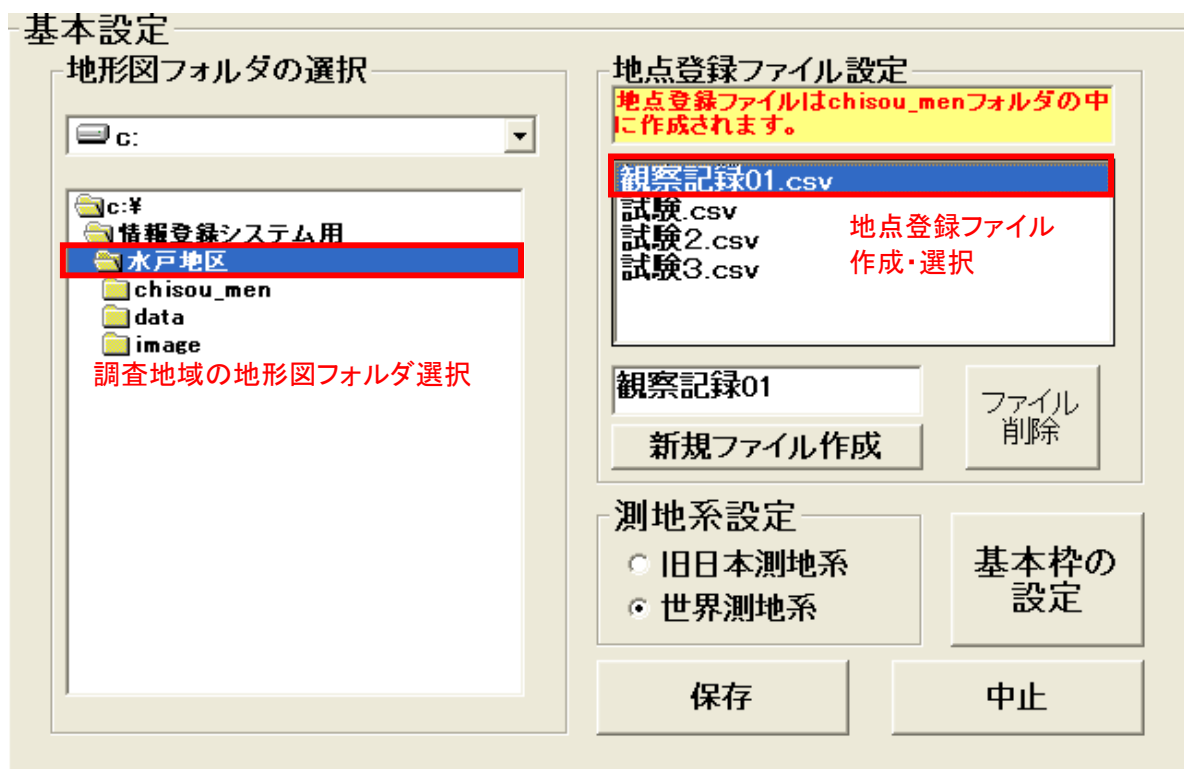 基本設定
地形図フォルダの選択
c:
c:¥
情報登録システム用
水戸地区
chisou_men
data
image
調査地域の地形図フォルダ選択
地点登録ファイル設定
地点登録ファイルはchisou_menフォルダの中
に作成されます。
観察記録01.csv
試験.csv
試験2.csv
試験3.csv
地点登録ファイル
作成・選択
観察記録01
新規ファイル作成
ファイル
削除
測地系設定
旧日本測地系
世界測地系
基本枠の
設定
保存
中止